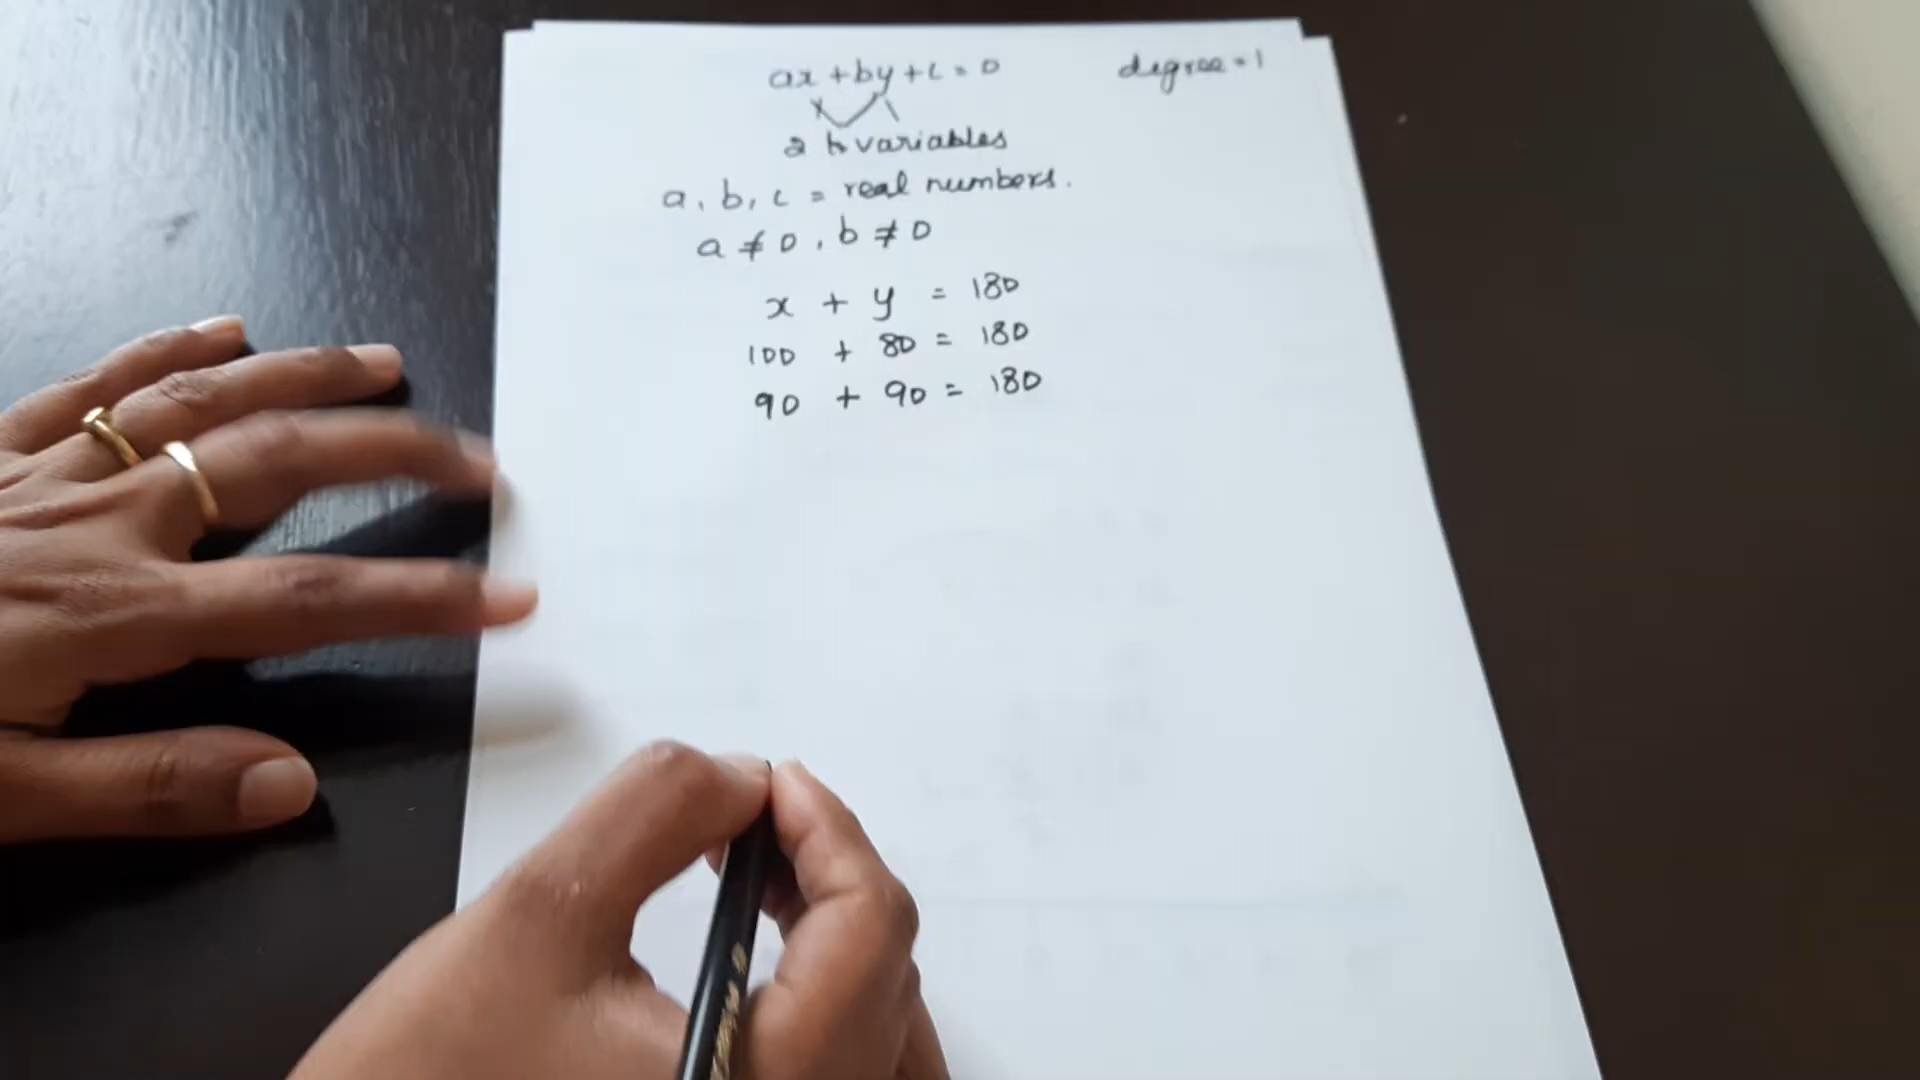 ax + by + c = 0 degree = 1
2 variables
a, b, c = real numbers.
a ≠ 0, b ≠ 0
x + y = 180
100 + 80 = 180
90 + 90 = 180